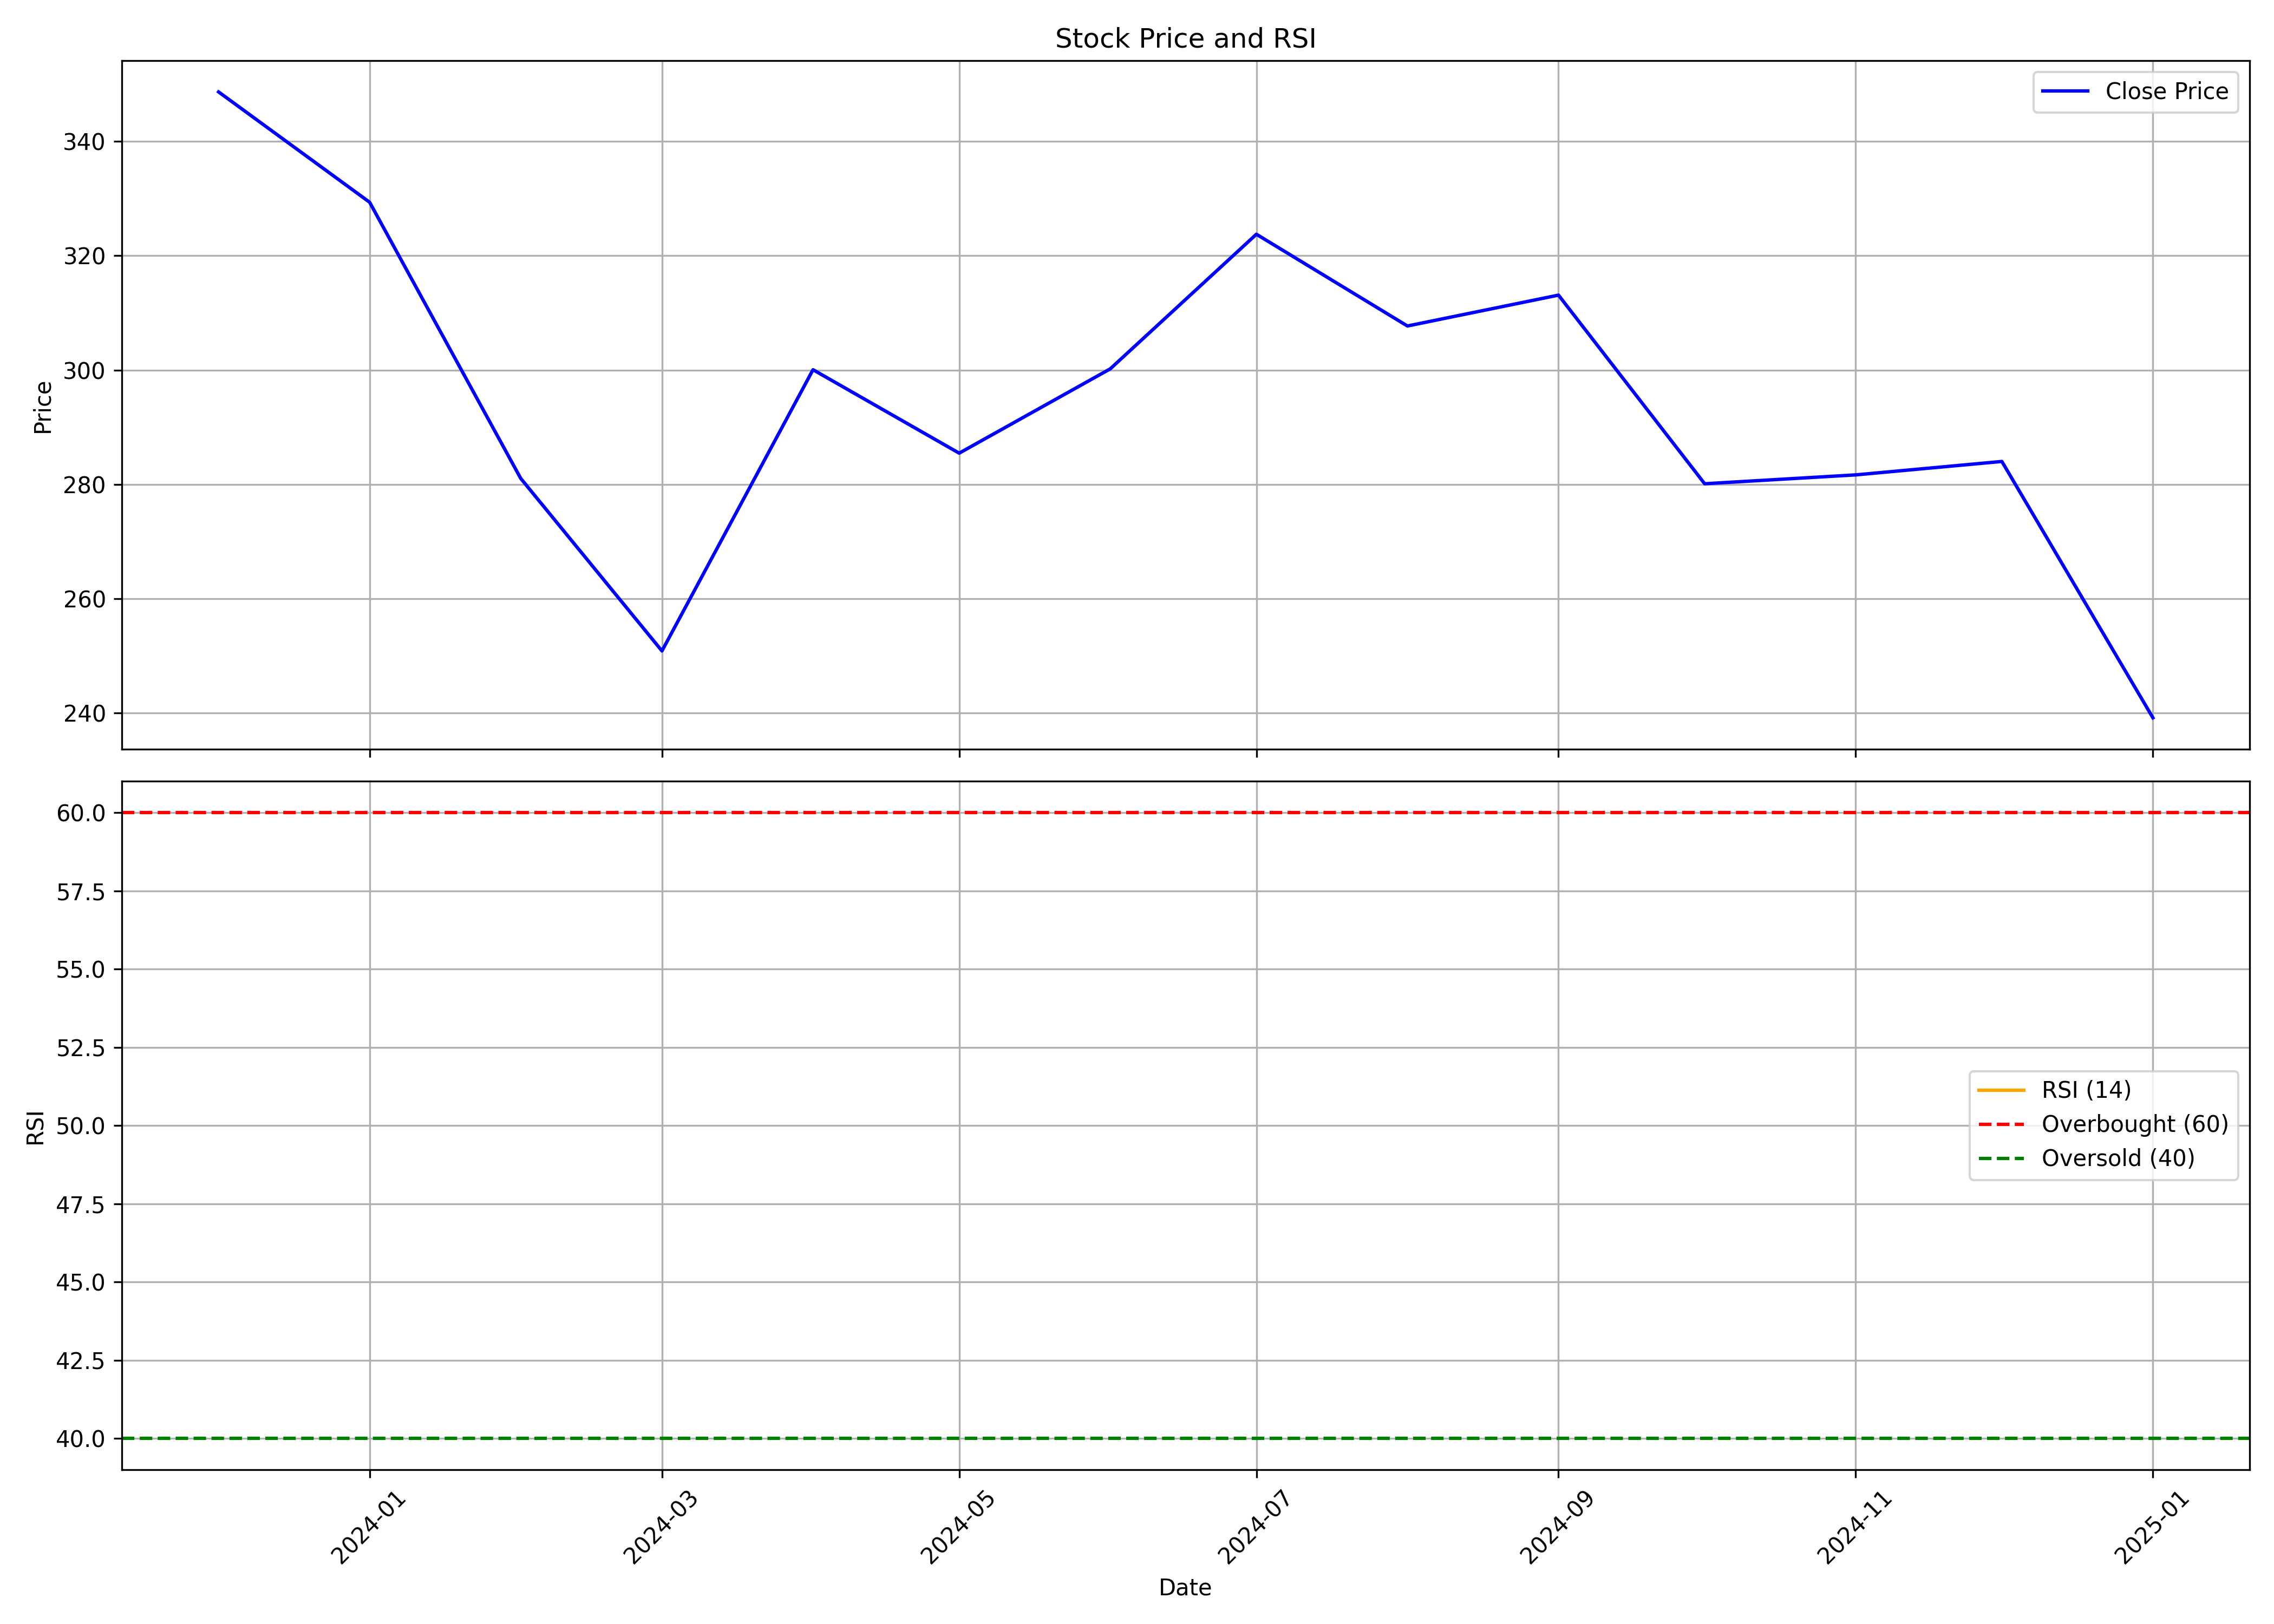 Stock Price and RSI
Close Price
Price
340
320
300
280
260
240
RSI
60.0
57.5
55.0
52.5
50.0
47.5
45.0
42.5
40.0
RSI (14)
Overbought (60)
Oversold (40)
2024-01
2024-03
2024-05
2024-07
2024-09
2024-11
2025-01
Date